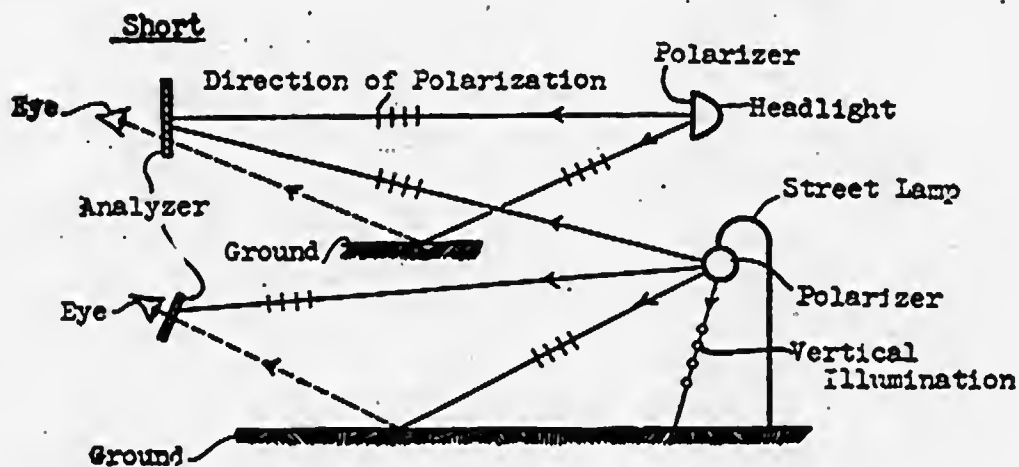 Short
Polarizer
Direction of Polarization
Eye
Headlight
Analyzer
Street Lamp
Ground
Eye
Polarizer
Vertical
Illumination
Ground